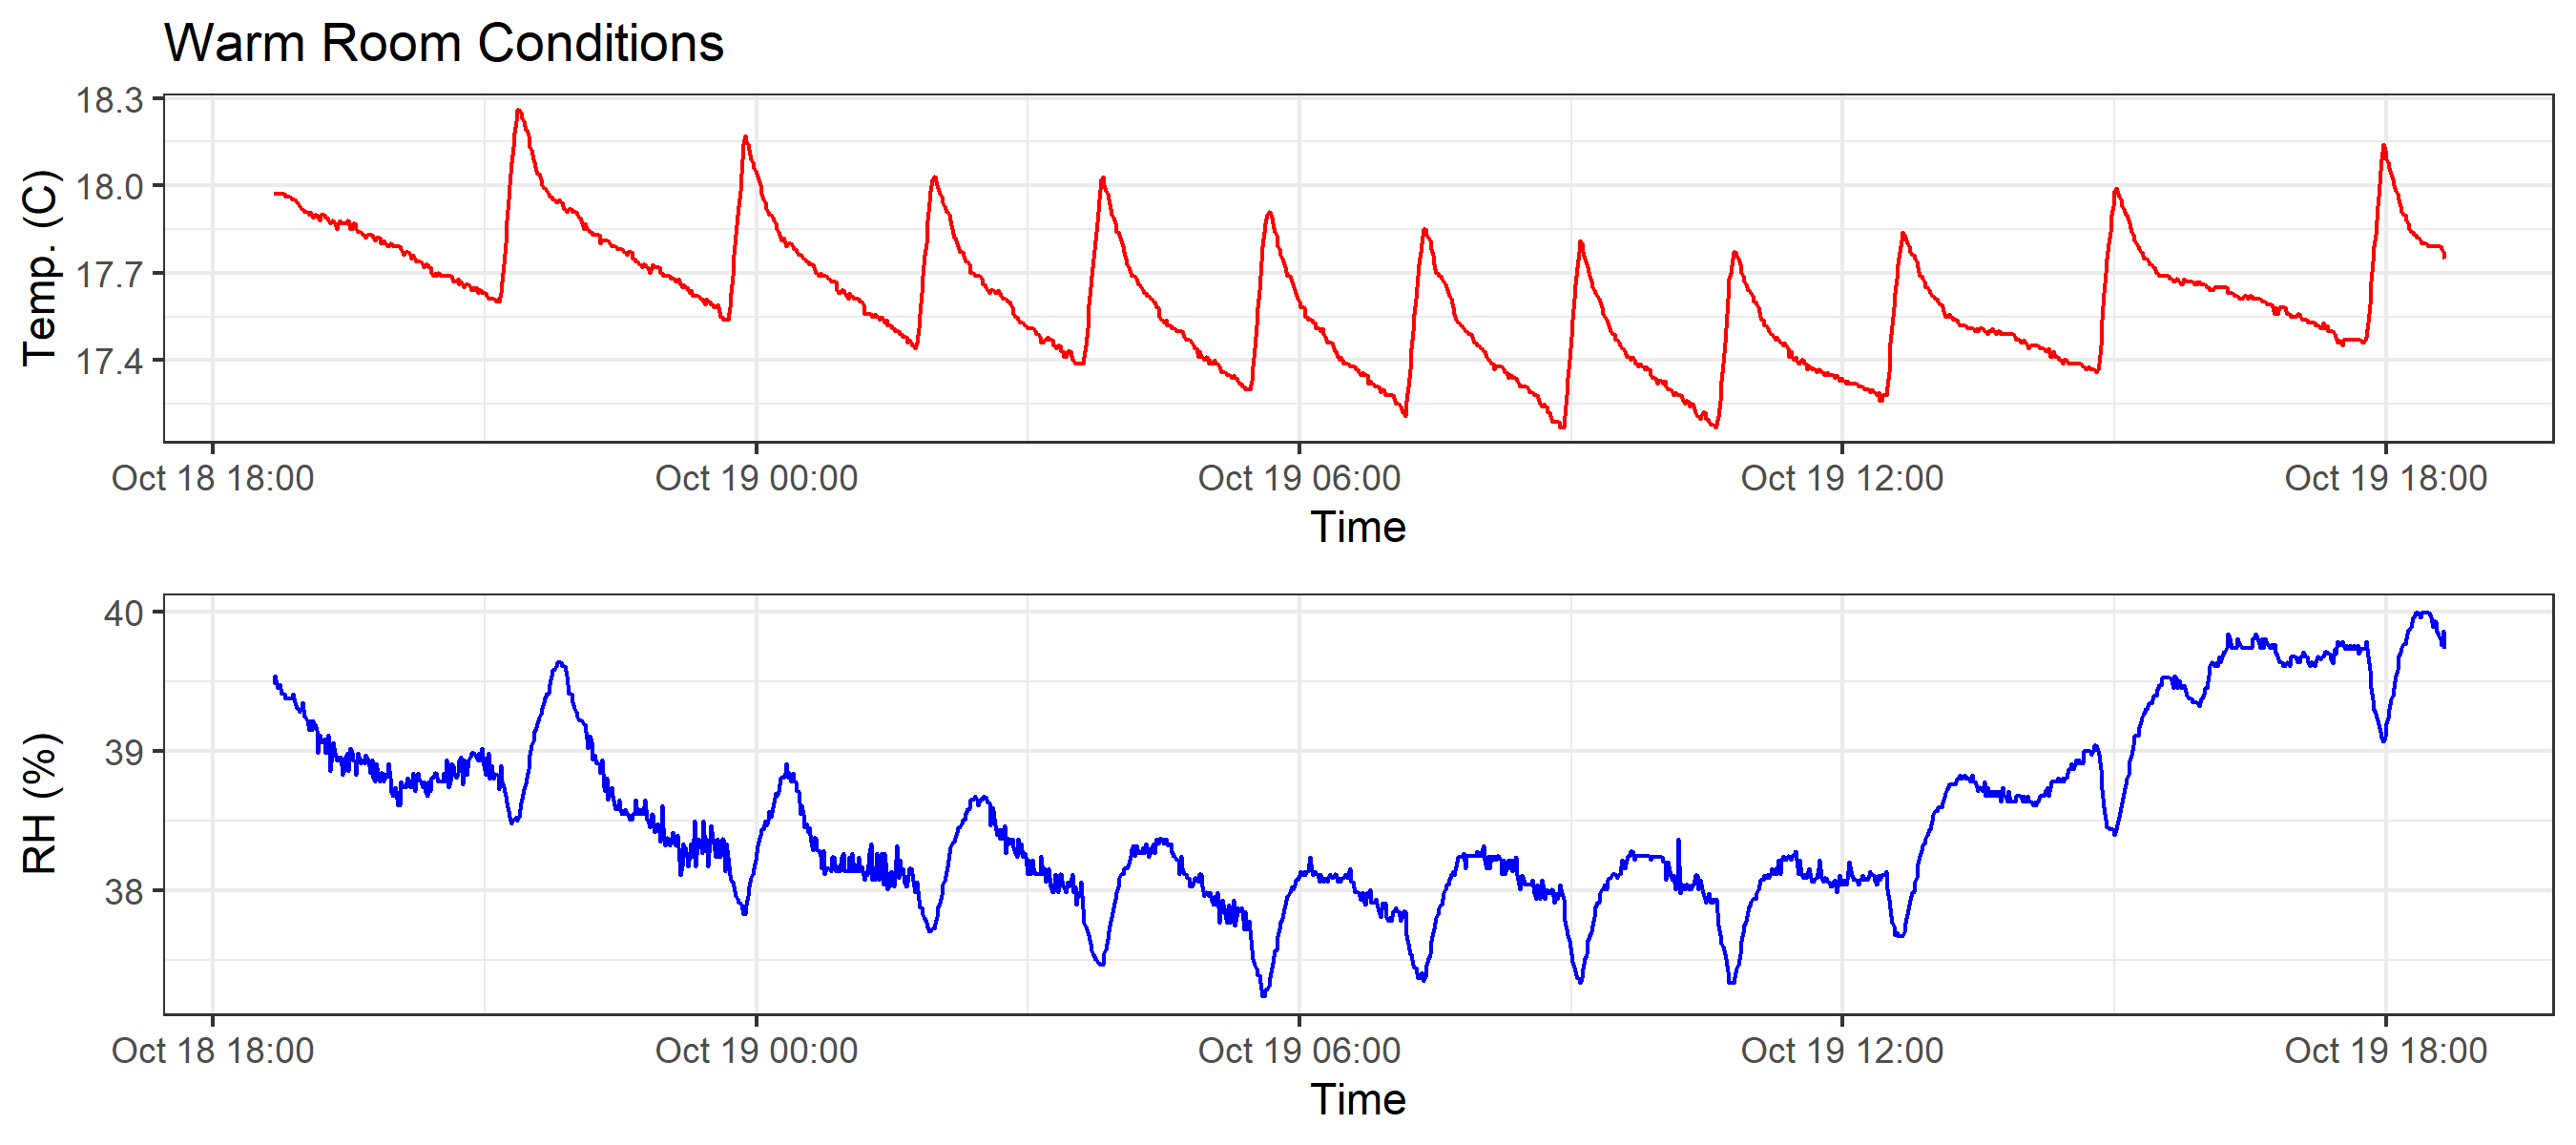 Warm Room Conditions
Temp. (C)
18.3
18.0
17.7
17.4
Oct 18 18:00 Oct 19 00:00 Oct 19 06:00 Oct 19 12:00 Oct 19 18:00
Time
RH (%)
40
39
38
Oct 18 18:00 Oct 19 00:00 Oct 19 06:00 Oct 19 12:00 Oct 19 18:00
Time